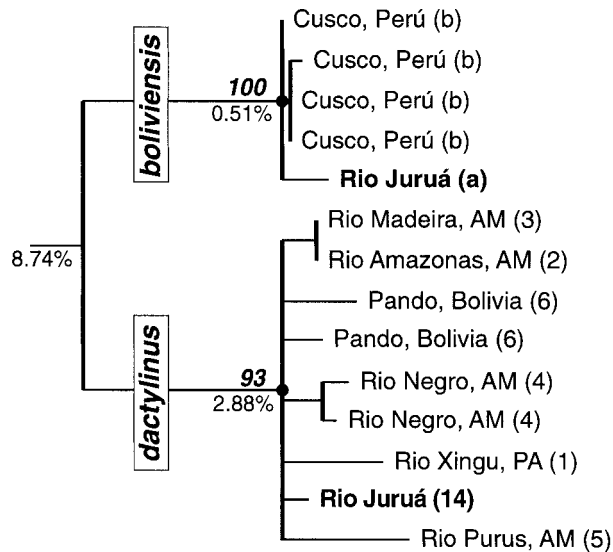 Cusco, Perú (b)
Cusco, Perú (b)
boliviensis
100
0.51%
Cusco, Perú (b)
Cusco, Perú (b)
Rio Juruá (a)
8.74%
Rio Madeira, AM (3)
Rio Amazonas, AM (2)
Pando, Bolivia (6)
Pando, Bolivia (6)
dactylinus
93
2.88%
Rio Negro, AM (4)
Rio Negro, AM (4)
Rio Xingu, PA (1)
Rio Juruá (14)
Rio Purus, AM (5)